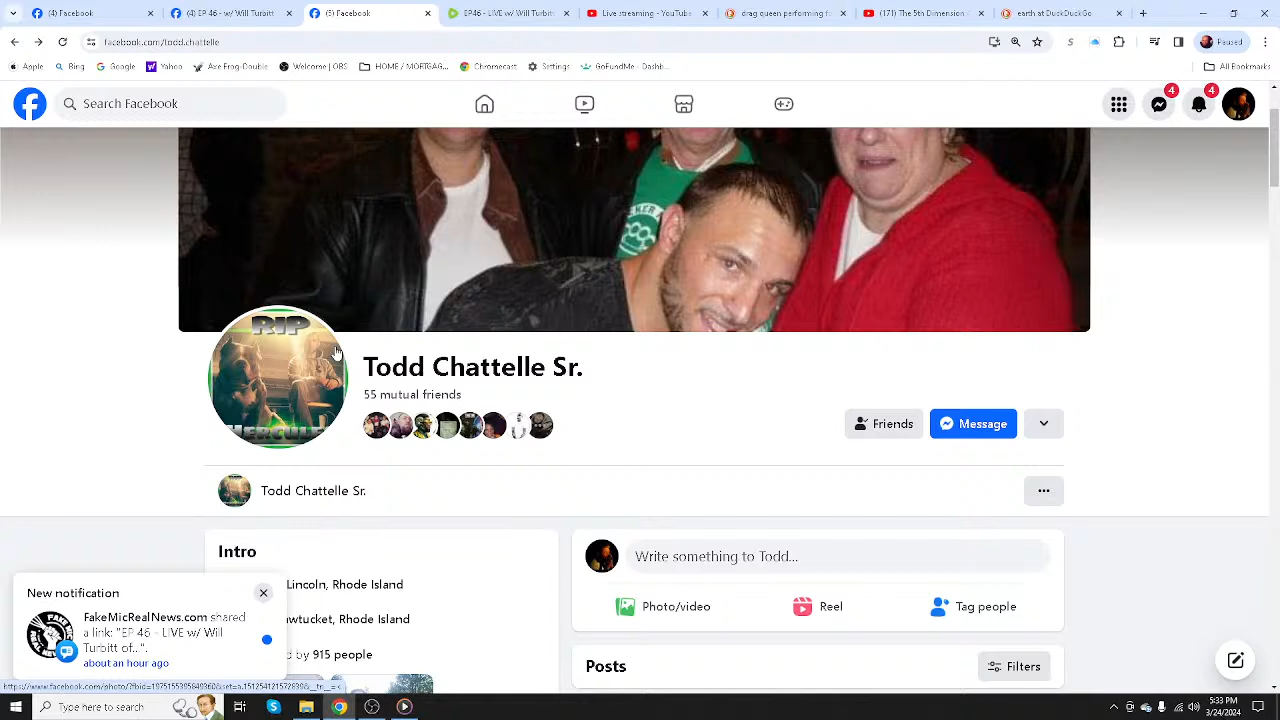 (4) Facebook
(4) EP 46 - w/ Will Turbitt
(5) Facebook
EP46 - LIVE w/ Will Turbitt
Live streaming - YouTube
queen performing
(1) The 5th Dimension
earth at DuckDuckGo
facebook.com/todd.chattelle
Paused
Apple
Bing
Google
Yahoo
Axe Frog-Double
Welcome | OBS
HOME / MORTGAG...
Chromecast
Settings
GoFundMe - Dashb...
All Bookmarks
Search Facebook
4
4
RIP
HERCULE
Todd Chattelle Sr.
55 mutual friends
Friends
Message
Todd Chattelle Sr.
Intro
Lincoln, Rhode Island
wtucket, Rhode Island
d by 915 people
Write something to Todd...
Photo/video
Reel
Tag people
Posts
Filters
New notification
FakeMicRealNews.com shared
a link: "EP 46 - LIVE w/ Will
Turbitt of...".
about an hour ago
Type here to search
5:33 PM
3/24/2024